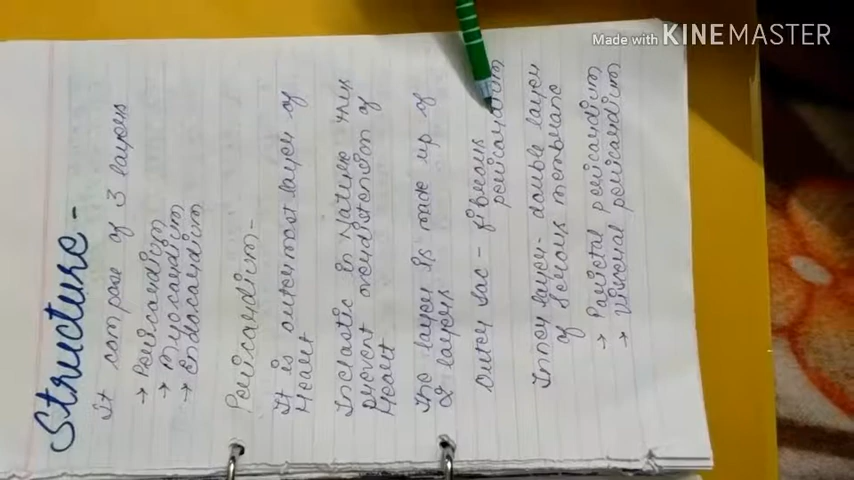 Made with KINEMASTER
Structure -
It compose of 3 layers
→ Pericardium
→ Myocardium
→ Endocardium
Pericardium -
It is outermost layer of
Heart
Inelastic in Nature thus
prevent overdistension of
Heart
The layer is made up of
2 layers
Outer sac - fibrous
pericardium
Inner layer - double layer
of serous membrane
→ Parietal pericardium
→ Visceral pericardium